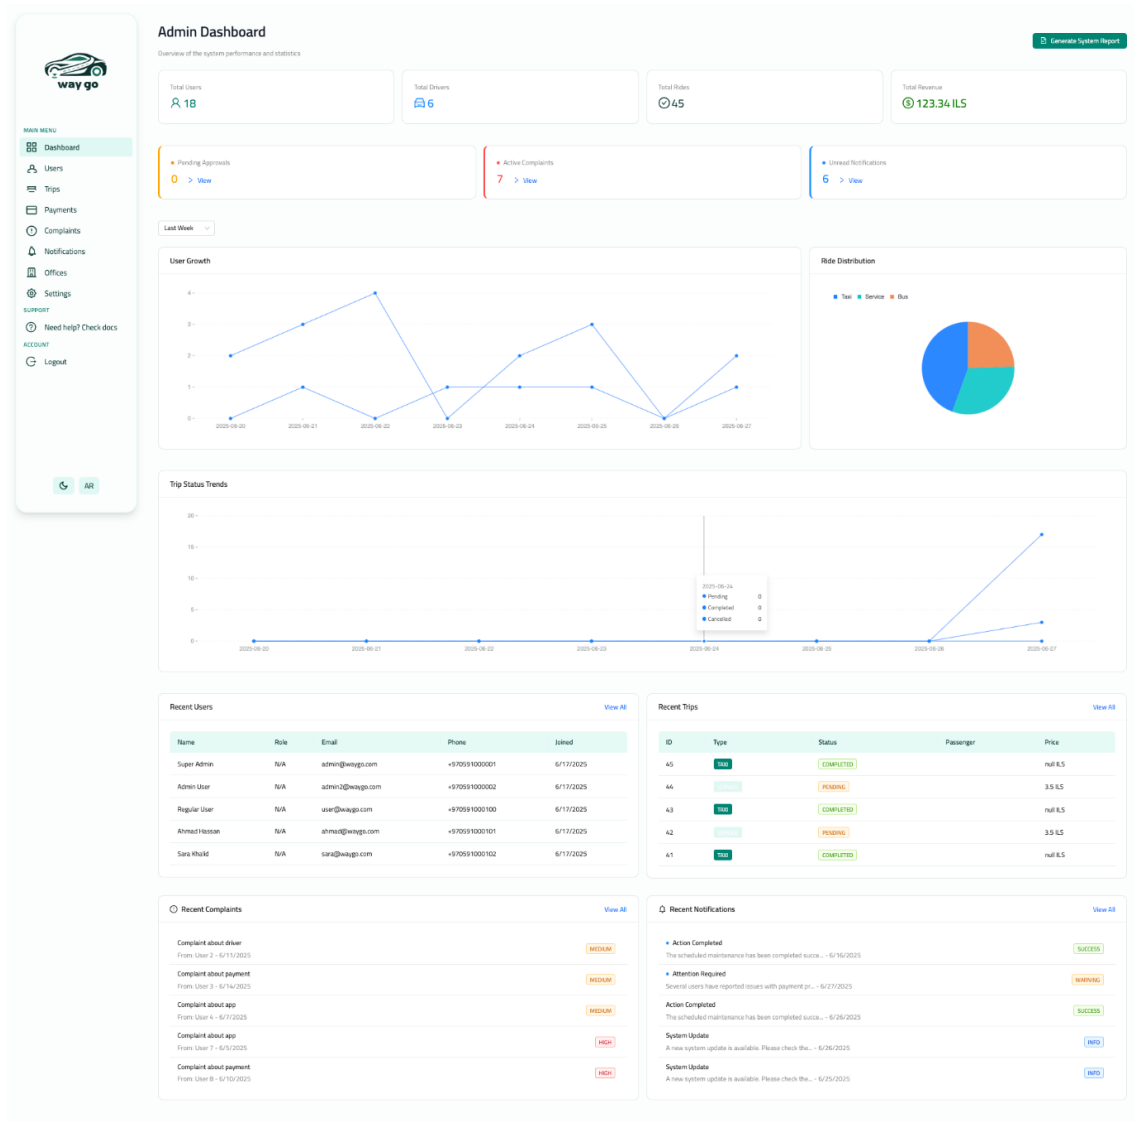 way go
MAIN MENU
Dashboard
Users
Trips
Payments
Complaints
Notifications
Offices
Settings
SUPPORT
Need help? Check docs
ACCOUNT
Logout
AR
Admin Dashboard
Overview of the system performance and statistics
Generate System Report
Total Users
18
Total Drivers
6
Total Rides
45
Total Revenue
123.34 ILS
Pending Approvals
0 > View
Active Complaints
7 > View
Unread Notifications
6 > View
Last Week
User Growth
4
3
2
1
0
2025-06-20 2025-06-21 2025-06-22 2025-06-23 2025-06-24 2025-06-25 2025-06-26 2025-06-27
Ride Distribution
Taxi Service Bus
Trip Status Trends
20
15
10
5
0
2025-06-24
Pending 0
Completed 0
Cancelled 0
2025-06-20 2025-06-21 2025-06-22 2025-06-23 2025-06-24 2025-06-25 2025-06-26 2025-06-27
Recent Users View All
Name Role Email Phone Joined
Super Admin N/A admin@waygo.com +970591000001 6/17/2025
Admin User N/A admin2@waygo.com +970591000002 6/17/2025
Regular User N/A user@waygo.com +970591000100 6/17/2025
Ahmad Hassan N/A ahmad@waygo.com +970591000101 6/17/2025
Sara Khalid N/A sara@waygo.com +970591000102 6/17/2025
Recent Trips View All
ID Type Status Passenger Price
45 TAXI COMPLETED null ILS
44 PENDING 3.5 ILS
43 TAXI COMPLETED null ILS
42 PENDING 3.5 ILS
41 TAXI COMPLETED null ILS
Recent Complaints View All
Complaint about driver
From: User 2 - 6/11/2025
MEDIUM
Complaint about payment
From: User 3 - 6/14/2025
MEDIUM
Complaint about app
From: User 4 - 6/7/2025
MEDIUM
Complaint about app
From: User 7 - 6/5/2025
HIGH
Complaint about payment
From: User 8 - 6/10/2025
HIGH
Recent Notifications View All
Action Completed
The scheduled maintenance has been completed succe... - 6/16/2025
SUCCESS
Attention Required
Several users have reported issues with payment pr... - 6/27/2025
WARNING
Action Completed
The scheduled maintenance has been completed succe... - 6/26/2025
SUCCESS
System Update
A new system update is available. Please check the... - 6/26/2025
INFO
System Update
A new system update is available. Please check the... - 6/25/2025
INFO